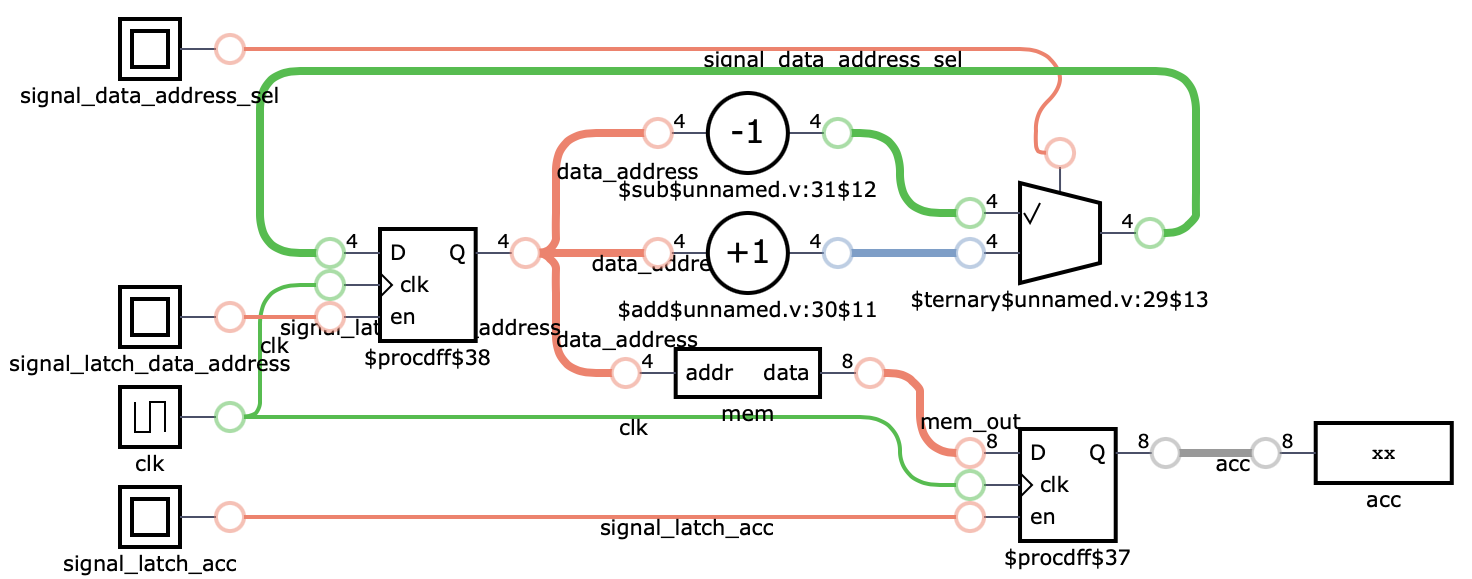 signal_data_address_sel
signal_data_address_sel
4
-1
4
data_address
$sub$unnamed.v:31$12
4
4
D
Q
4
4
+1
4
4
4
clk
data_addre
en
$add$unnamed.v:30$11
$ternary$unnamed.v:29$13
signal_lat
address
clk
signal_latch_data_address
$procdff$38
data_address
4
addr
data
8
mem
clk
clk
mem_out
8
D
Q
8
acc
8
xx
clk
acc
en
signal_latch_acc
signal_latch_acc
$procdff$37